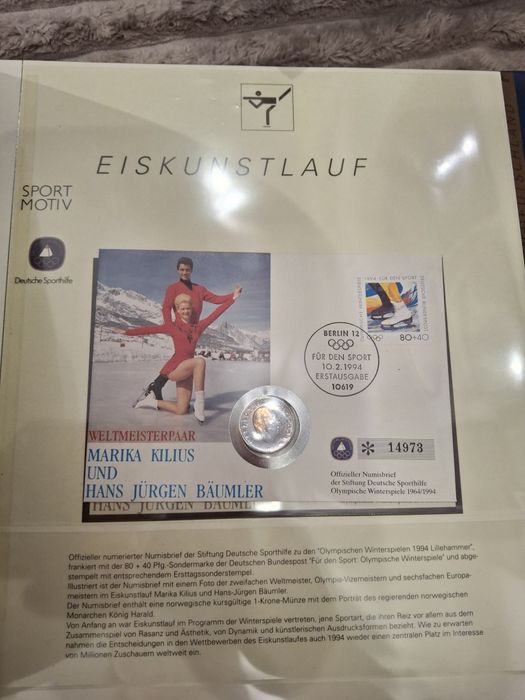 EISKUNSTLAUF
SPORT
MOTIV
Deutsche Sporthilfe
1994 FÜR DEN SPORT
DEUTSCHE BUNDESPOST
80+40
BERLIN 12
FÜR DEN SPORT
10.2.1994
ERSTAUSGABE
10619
WELTMEISTERPAAR
MARIKA KILIUS
UND
HANS JÜRGEN BÄUMLER
HANS JÜRGEN BÄUMLER
✻ 14973
Offizieller Numisbrief
der Stiftung Deutsche Sporthilfe
Olympische Winterspiele 1964/1994
Offizieller numerierter Numisbrief der Stiftung Deutsche Sporthilfe zu den "Olympischen Winterspielen 1994 Lillehammer",
frankiert mit der 80 + 40 Pfg.-Sondermarke der Deutschen Bundespost "Für den Sport: Olympische Winterspiele" und abge-
stempelt mit entsprechendem Ersttagssonderstempel.
Illustriert ist der Numisbrief mit einem Foto der zweifachen Weltmeister, Olympia-Vizemeistern und sechsfachen Europa-
meistern im Eiskunstlauf Marika Kilius und Hans-Jürgen Bäumler.
Der Numisbrief enthält eine norwegische kursgültige 1-Krone-Münze mit dem Porträt des regierenden norwegischen
Monarchen König Harald.
Von Anfang an war Eiskunstlauf im Programm der Winterspiele vertreten, jene Sportart, die ihren Reiz vor allem aus dem
Zusammenspiel von Rasanz und Ästhetik, von Dynamik und künstlerischen Ausdrucksformen bezieht. Wie zu erwarten
nahmen die Entscheidungen in den Wettbewerben des Eiskunstlaufes auch 1994 wieder einen zentralen Platz im Interesse
von Millionen Zuschauern weltweit ein.